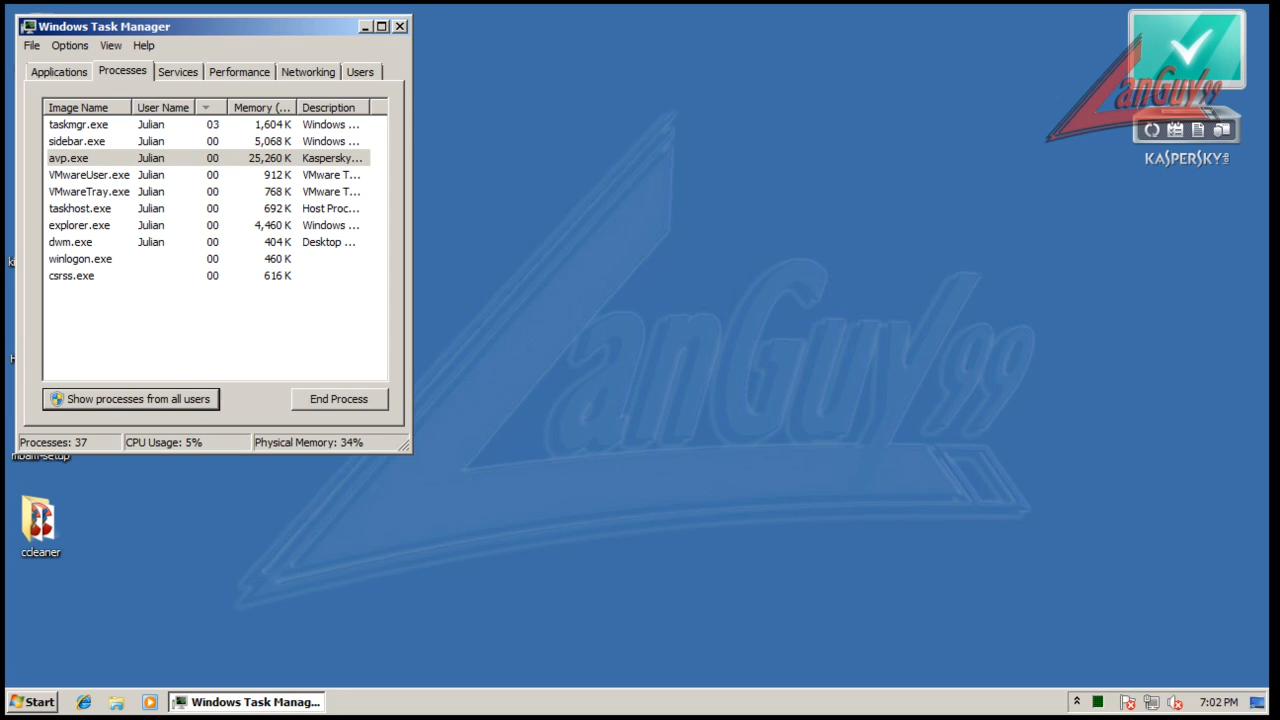 Windows Task Manager
File Options View Help
Applications Processes Services Performance Networking Users
Image Name User Name Memory (... Description
taskmgr.exe Julian 03 1,604 K Windows ...
sidebar.exe Julian 00 5,068 K Windows ...
avp.exe Julian 00 25,260 K Kaspersky...
VMwareUser.exe Julian 00 912 K VMware T...
VMwareTray.exe Julian 00 768 K VMware T...
taskhost.exe Julian 00 692 K Host Proc...
explorer.exe Julian 00 4,460 K Windows ...
dwm.exe Julian 00 404 K Desktop ...
winlogon.exe 00 460 K
csrss.exe 00 616 K
Show processes from all users End Process
Processes: 37 CPU Usage: 5% Physical Memory: 34%
mbam-setup
ccleaner
LanGuy99
KASPERSKY
LanGuy99
Start Windows Task Manag... 7:02 PM